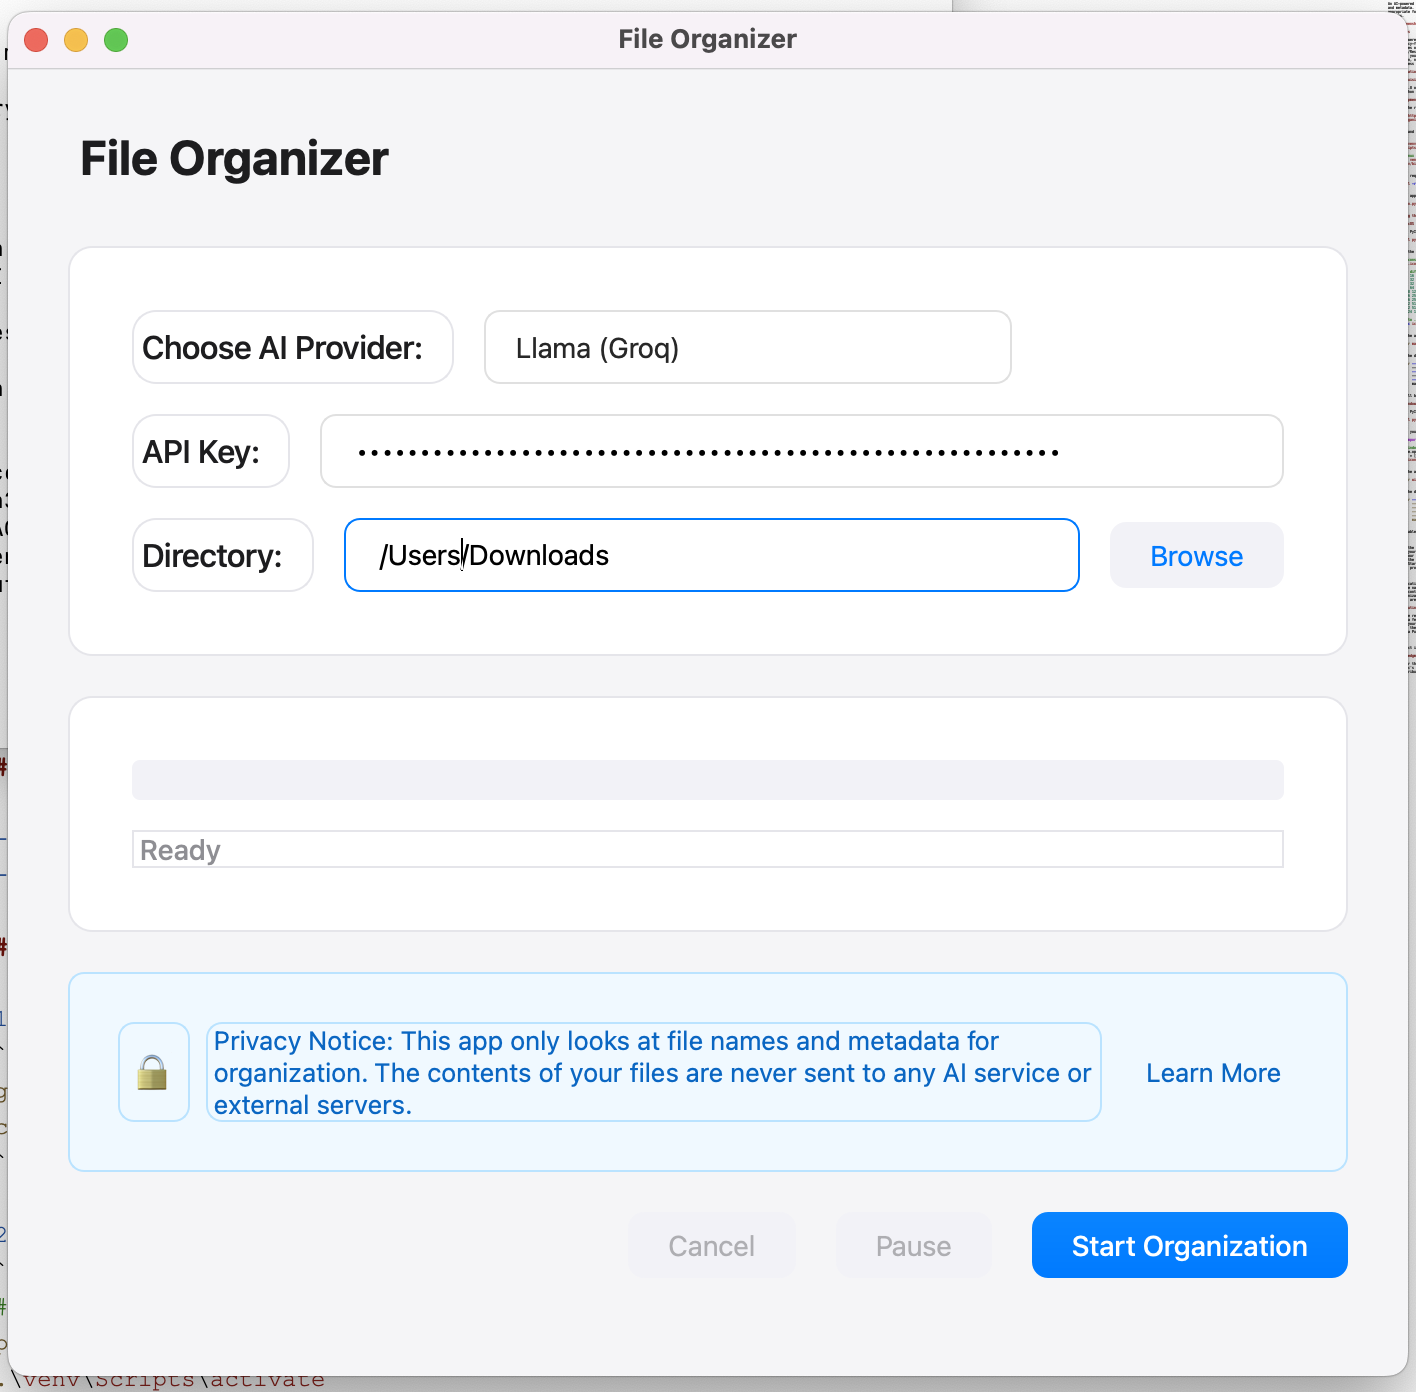 File Organizer
File Organizer
Choose AI Provider:
Llama (Groq)
API Key:
••••••••••••••••••••••••••••••••••••••••••••••••••••••••
Directory:
/Users/Downloads
Browse
Ready
Privacy Notice: This app only looks at file names and metadata for
organization. The contents of your files are never sent to any AI service or
external servers.
Learn More
Cancel
Pause
Start Organization
.\venv\Scripts\activate